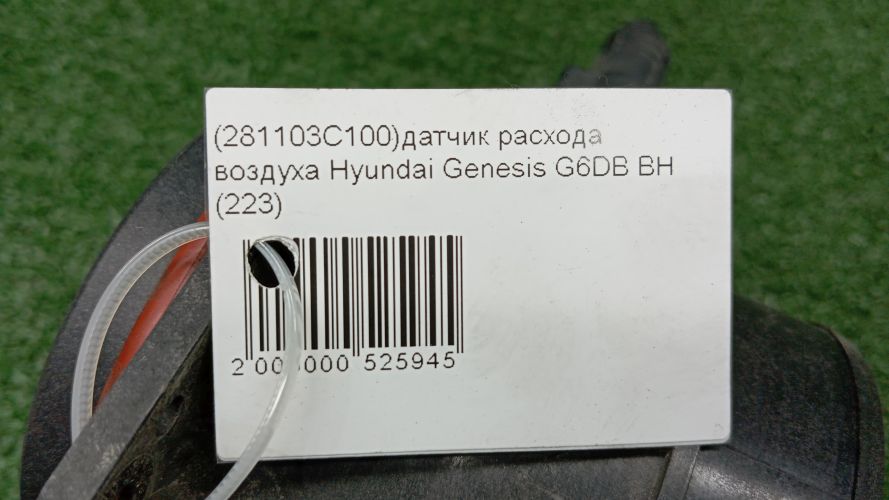 (281103C100)датчик расхода
воздуха Hyundai Genesis G6DB BH
(223)
2 000000 525945